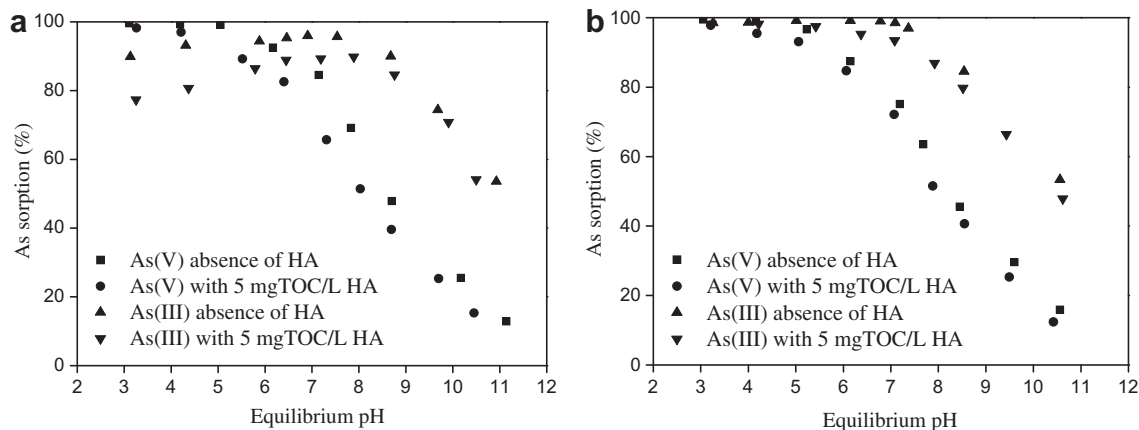 a
As sorption (%)
100
80
60
40
20
0
As(V) absence of HA
As(V) with 5 mgTOC/L HA
As(III) absence of HA
As(III) with 5 mgTOC/L HA
2 3 4 5 6 7 8 9 10 11 12
Equilibrium pH
b
As sorption (%)
100
80
60
40
20
0
As(V) absence of HA
As(V) with 5 mgTOC/L HA
As(III) absence of HA
As(III) with 5 mgTOC/L HA
2 3 4 5 6 7 8 9 10 11 12
Equilibrium pH